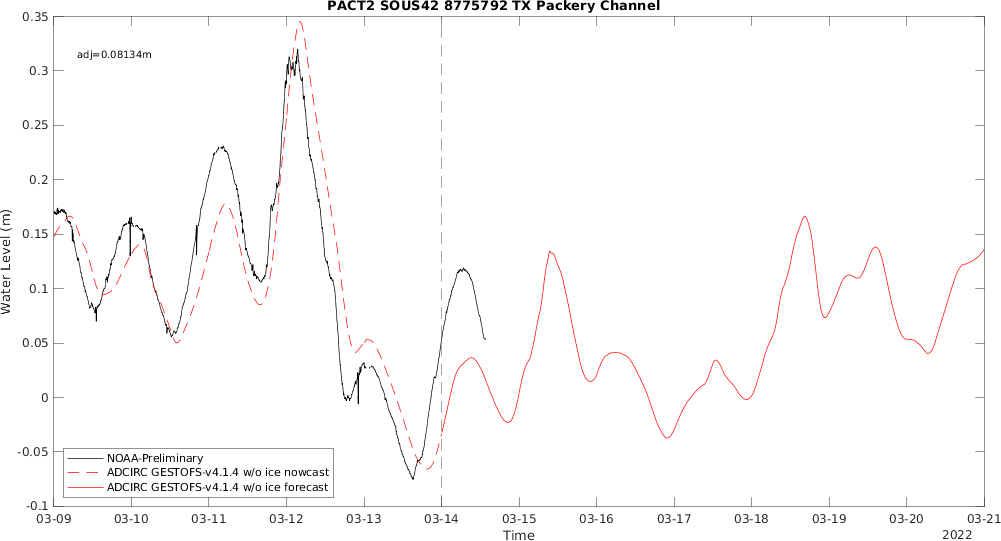 PACT2 SOUS42 8775792 TX Packery Channel
adj=0.08134m
0.35
0.3
0.25
0.2
0.15
0.1
0.05
0
-0.05
-0.1
Water Level (m)
NOAA-Preliminary
ADCIRC GESTOFS-v4.1.4 w/o ice nowcast
ADCIRC GESTOFS-v4.1.4 w/o ice forecast
03-09 03-10 03-11 03-12 03-13 03-14 03-15 03-16 03-17 03-18 03-19 03-20 03-21
Time
2022